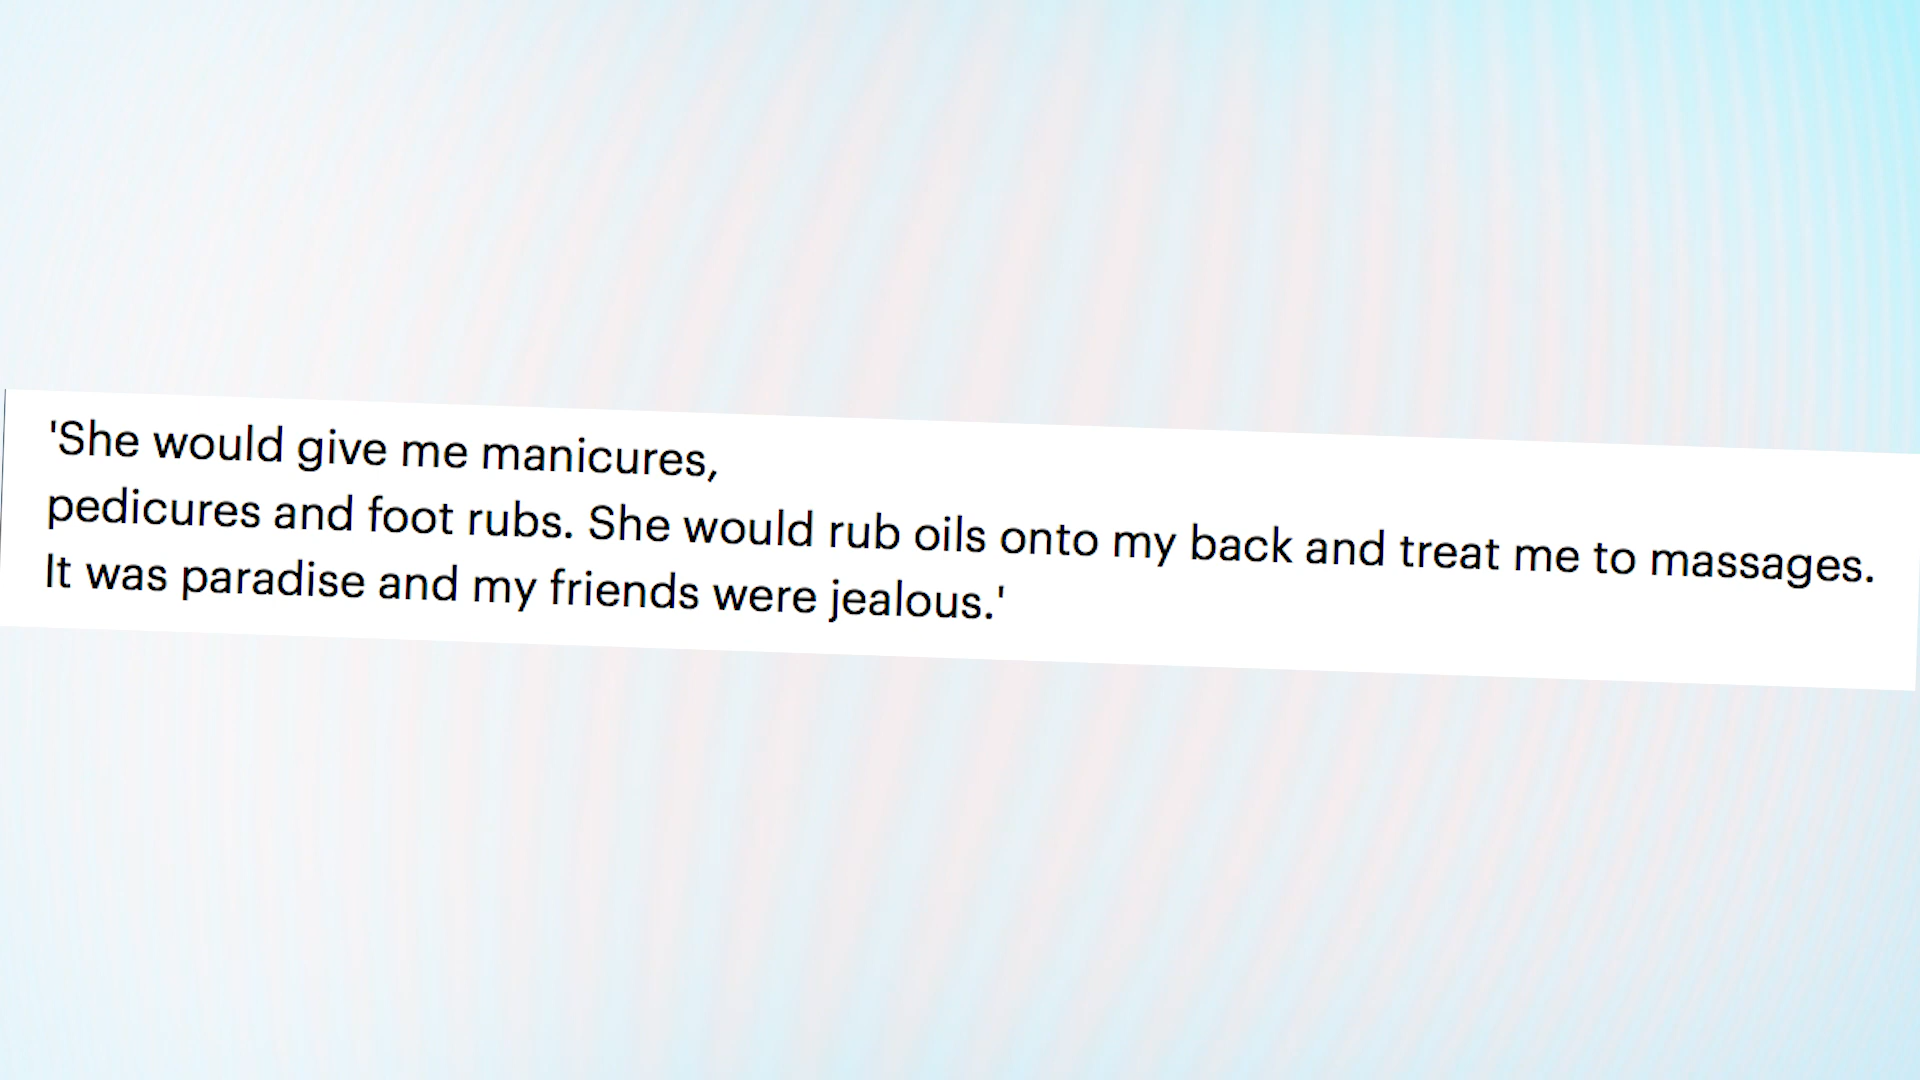 'She would give me manicures,
pedicures and foot rubs. She would rub oils onto my back and treat me to massages.
It was paradise and my friends were jealous.'